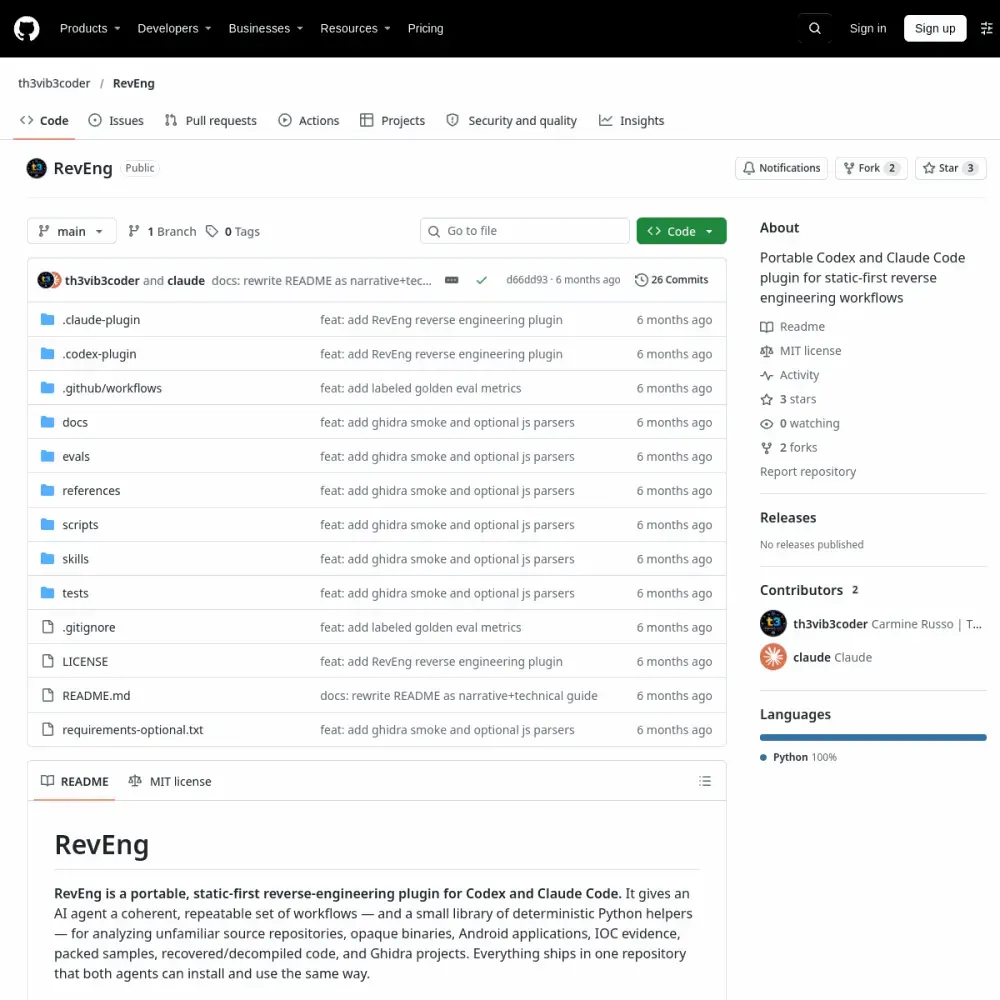 Products Developers Businesses Resources Pricing Sign in Sign up
th3vib3coder / RevEng
Code Issues Pull requests Actions Projects Security and quality Insights
RevEng Public Notifications Fork 2 Star 3
main 1 Branch 0 Tags Go to file Code
th3vib3coder and claude docs: rewrite README as narrative+tec... d66dd93 · 6 months ago 26 Commits
.claude-plugin feat: add RevEng reverse engineering plugin 6 months ago
.codex-plugin feat: add RevEng reverse engineering plugin 6 months ago
.github/workflows feat: add labeled golden eval metrics 6 months ago
docs feat: add ghidra smoke and optional js parsers 6 months ago
evals feat: add ghidra smoke and optional js parsers 6 months ago
references feat: add ghidra smoke and optional js parsers 6 months ago
scripts feat: add ghidra smoke and optional js parsers 6 months ago
skills feat: add ghidra smoke and optional js parsers 6 months ago
tests feat: add ghidra smoke and optional js parsers 6 months ago
.gitignore feat: add labeled golden eval metrics 6 months ago
LICENSE feat: add RevEng reverse engineering plugin 6 months ago
README.md docs: rewrite README as narrative+technical guide 6 months ago
requirements-optional.txt feat: add ghidra smoke and optional js parsers 6 months ago
README MIT license
RevEng
RevEng is a portable, static-first reverse-engineering plugin for Codex and Claude Code. It gives an
AI agent a coherent, repeatable set of workflows — and a small library of deterministic Python helpers
— for analyzing unfamiliar source repositories, opaque binaries, Android applications, IOC evidence,
packed samples, recovered/decompiled code, and Ghidra projects. Everything ships in one repository
that both agents can install and use the same way.
About
Portable Codex and Claude Code
plugin for static-first reverse
engineering workflows
Readme
MIT license
Activity
3 stars
0 watching
2 forks
Report repository
Releases
No releases published
Contributors 2
th3vib3coder Carmine Russo | T...
claude Claude
Languages
Python 100%